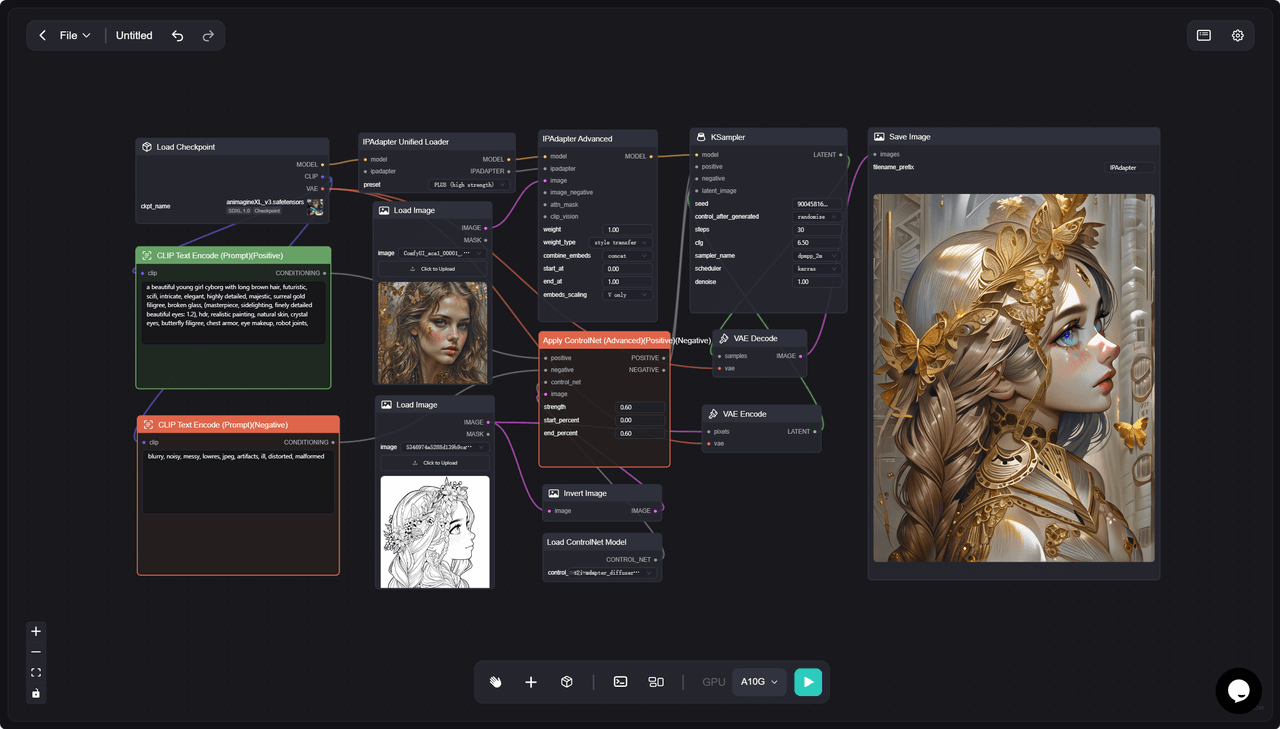 File
Untitled
Load Checkpoint
MODEL
CLIP
VAE
ckpt_name
animagineXL_v3.safetensors
SDXL 1.0 Checkpoint
CLIP Text Encode (Prompt)(Positive)
clip CONDITIONING
a beautiful young girl cyborg with long brown hair, futuristic,
scifi, intricate, elegant, highly detailed, majestic, surreal gold
filigree, broken glass, (masterpiece, sidelighting, finely detailed
beautiful eyes: 1.2), hdr, realistic painting, natural skin, crystal
eyes, butterfly filigree, chest armor, eye makeup, robot joints,
CLIP Text Encode (Prompt)(Negative)
clip CONDITIONING
blurry, noisy, messy, lowres, jpeg, artifacts, ill, distorted, malformed
IPAdapter Unified Loader
model MODEL
ipadapter IPADAPTER
preset PLUS (high strength)
Load Image
IMAGE
MASK
image
Click to Upload
Load Image
IMAGE
MASK
image
Click to Upload
IPAdapter Advanced
model MODEL
ipadapter
image
image_negative
attn_mask
clip_vision
weight 1.00
weight_type style transfer
combine_embeds concat
start_at 0.00
end_at 1.00
embeds_scaling V only
Apply ControlNet (Advanced)(Positive)(Negative)
positive POSITIVE
negative NEGATIVE
control_net
image
strength 0.60
start_percent 0.00
end_percent 0.60
Invert Image
image IMAGE
Load ControlNet Model
CONTROL_NET
KSampler
model LATENT
positive
negative
latent_image
seed 90045816...
control_after_generated randomize
steps 30
cfg 6.50
sampler_name dpmpp_2m
scheduler karras
denoise 1.00
VAE Decode
samples IMAGE
vae
VAE Encode
pixels LATENT
vae
Save Image
images
filename_prefix IPAdapter
GPU A10G